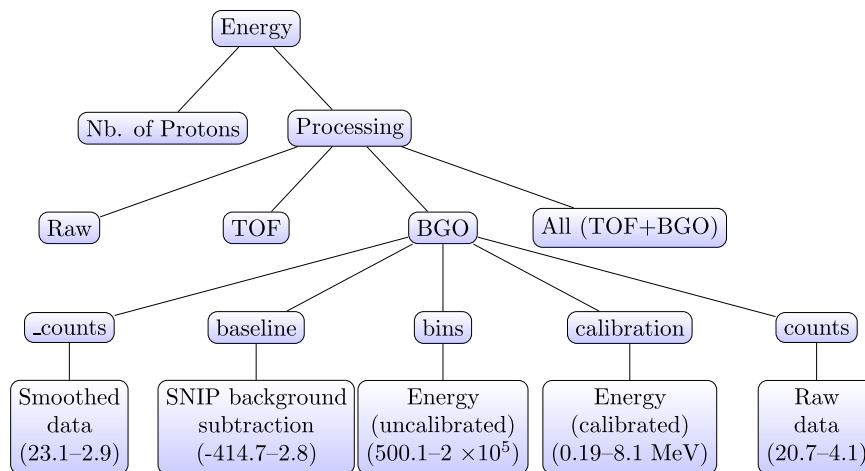 Energy
Nb. of Protons
Processing
Raw
TOF
BGO
All (TOF+BGO)
_counts
baseline
bins
calibration
counts
Smoothed
data
(23.1–2.9)
SNIP background
subtraction
(-414.7–2.8)
Energy
(uncalibrated)
(500.1–2 ×10⁵)
Energy
(calibrated)
(0.19–8.1 MeV)
Raw
data
(20.7–4.1)